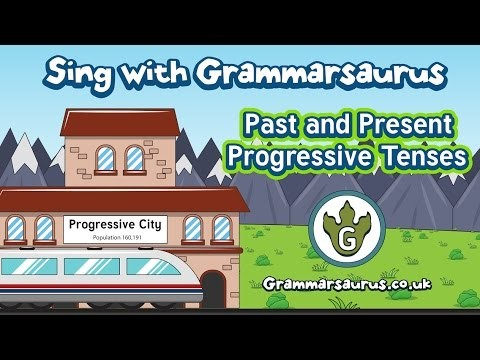 Sing with Grammarsaurus
Past and Present
Progressive Tenses
Progressive City
Population 160,191
G
Grammarsaurus.co.uk